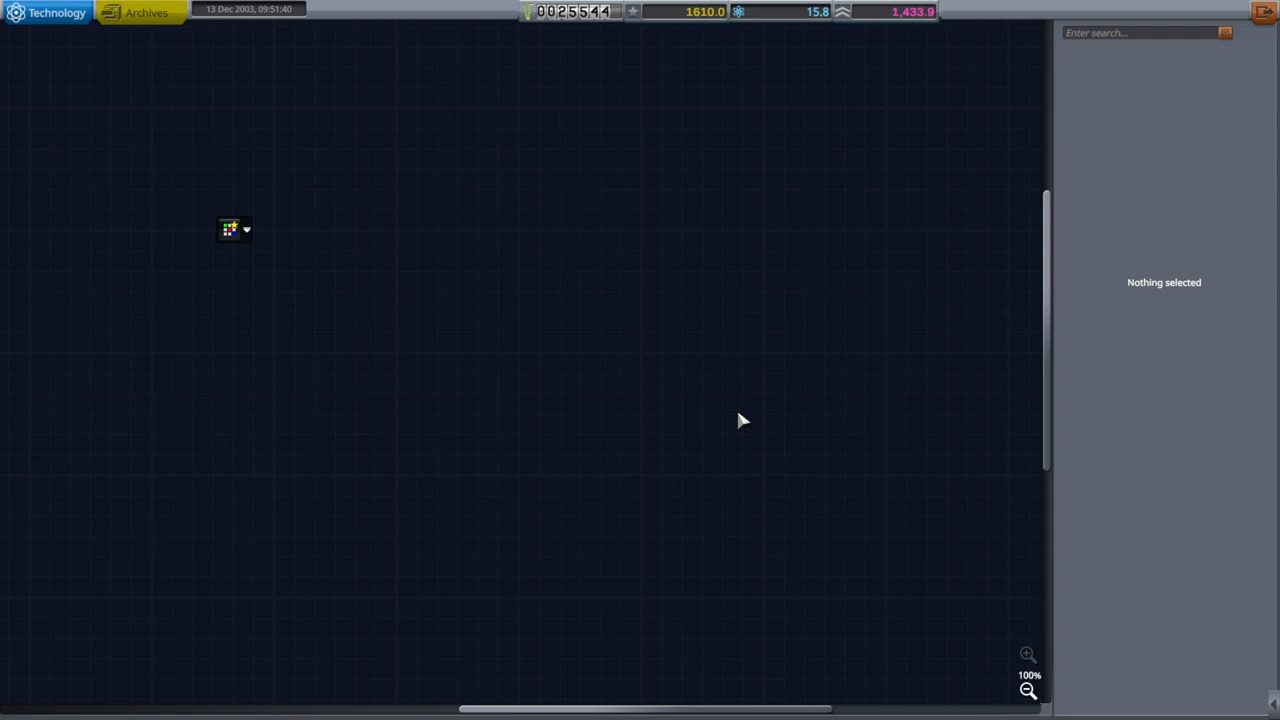 Technology
Archives
13 Dec 2003, 09:51:40
0025544
1610.0
15.8
1,433.9
Enter search...
Nothing selected
100%